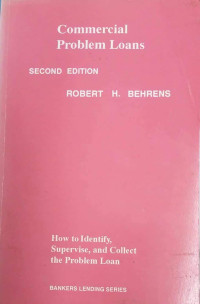 Commercial
Problem Loans
SECOND EDITION
ROBERT H. BEHRENS
How to Identify,
Supervise, and Collect
the Problem Loan
BANKERS LENDING SERIES